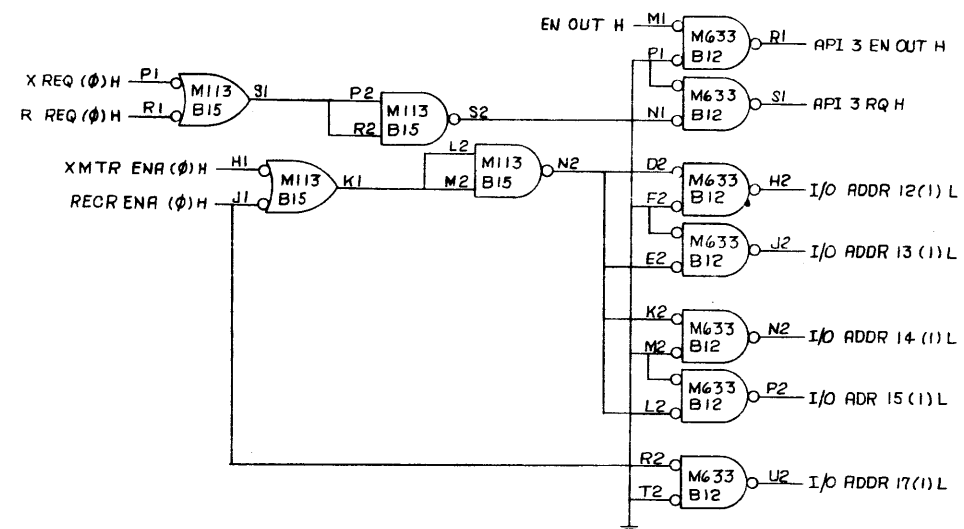 EN OUT H M1 M633 B12 R1 API 3 EN OUT H
P1
X REQ (Ø) H P1 M113 B15 S1
R REQ (Ø) H R1
P2 M113 B15 S2
R2
N1 M633 B12 S1 API 3 RQ H
XMTR ENA (Ø) H H1 M113 B15 K1
RECR ENA (Ø) H J1
L2 M113 B15 N2
M2
D2 M633 B12 H2 I/O ADDR 12 (1) L
F2
E2 M633 B12 J2 I/O ADDR 13 (1) L
K2 M633 B12 N2 I/O ADDR 14 (1) L
M2
L2 M633 B12 P2 I/O ADR 15 (1) L
R2 M633 B12 U2 I/O ADDR 17 (1) L
T2